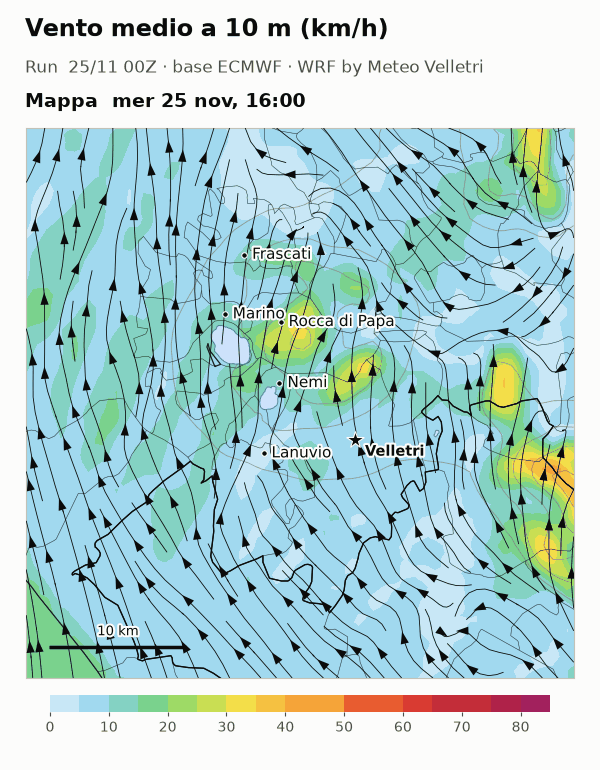 Vento medio a 10 m (km/h)
Run  25/11 00Z · base ECMWF · WRF by Meteo Velletri
Mappa  mer 25 nov, 16:00
Frascati
Marino
Rocca di Papa
Nemi
Velletri
Lanuvio
10 km
0 10 20 30 40 50 60 70 80